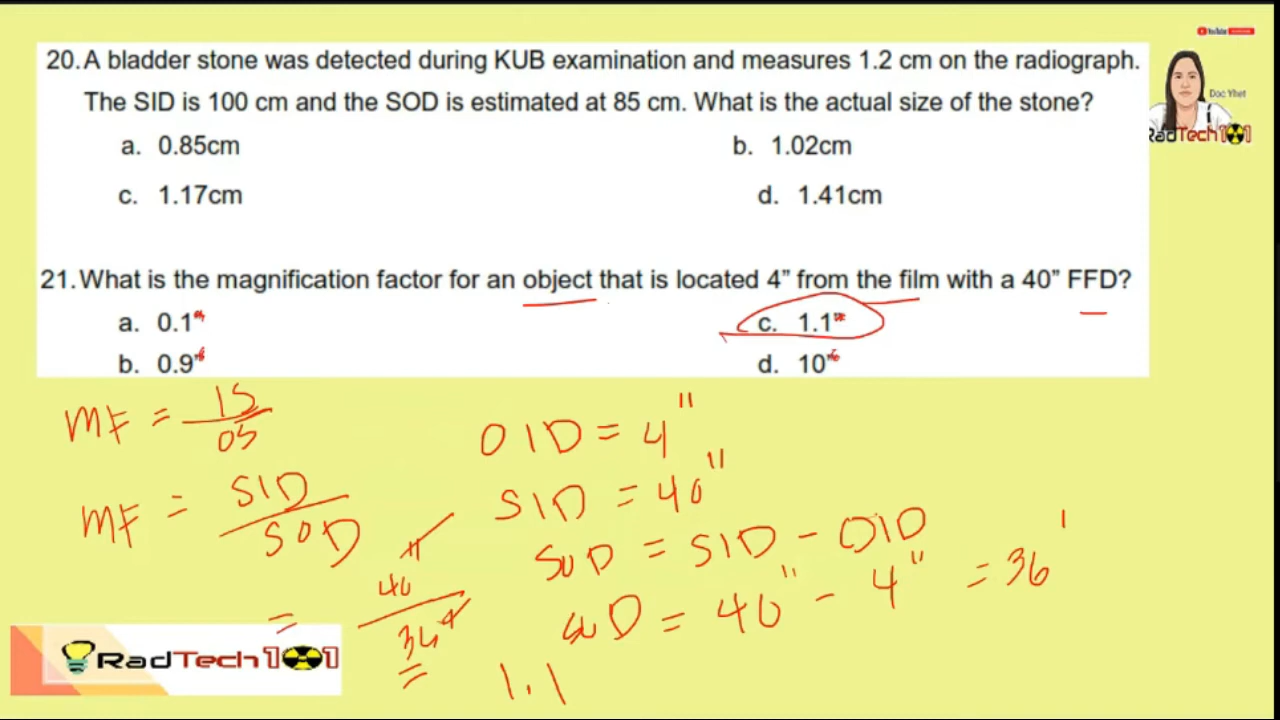 YouTube
20. A bladder stone was detected during KUB examination and measures 1.2 cm on the radiograph.
The SID is 100 cm and the SOD is estimated at 85 cm. What is the actual size of the stone?
Doc Yhet
RadTech101
a. 0.85cm
b. 1.02cm
c. 1.17cm
d. 1.41cm
21. What is the magnification factor for an object that is located 4” from the film with a 40” FFD?
a. 0.1"
c. 1.1"
b. 0.9"
d. 10"
MF = IS
OS
MF = SID
SOD
= 40"
36"
= 1.1
OID = 4"
SID = 40"
SOD = SID - OID
SOD = 40" - 4" = 36'
RadTech101